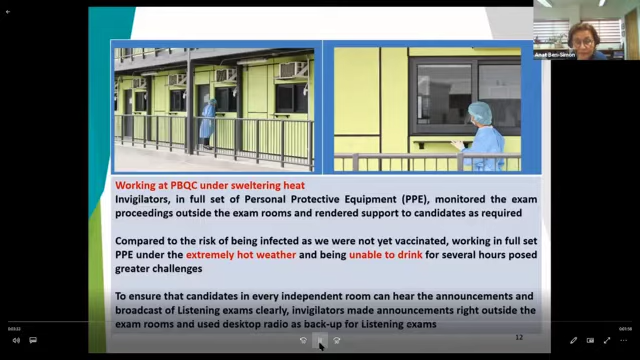 Anat Ben-Simon
Working at PBQC under sweltering heat
Invigilators, in full set of Personal Protective Equipment (PPE), monitored the exam
proceedings outside the exam rooms and rendered support to candidates as required
Compared to the risk of being infected as we were not yet vaccinated, working in full set
PPE under the extremely hot weather and being unable to drink for several hours posed
greater challenges
To ensure that candidates in every independent room can hear the announcements and
broadcast of Listening exams clearly, invigilators made announcements right outside the
exam rooms and used desktop radio as back-up for Listening exams
12